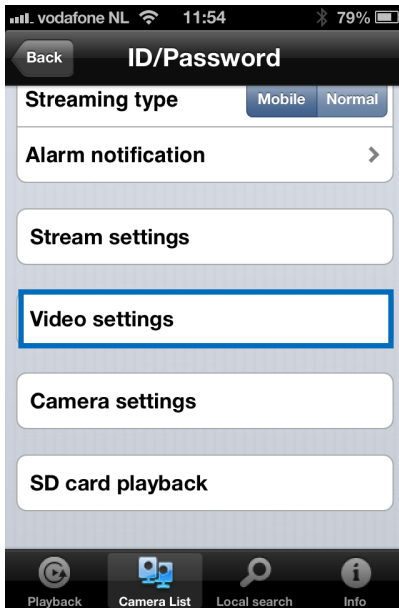 vodafone NL 11:54 79%
Back ID/Password
Streaming type Mobile Normal
Alarm notification
Stream settings
Video settings
Camera settings
SD card playback
Playback Camera List Local search Info